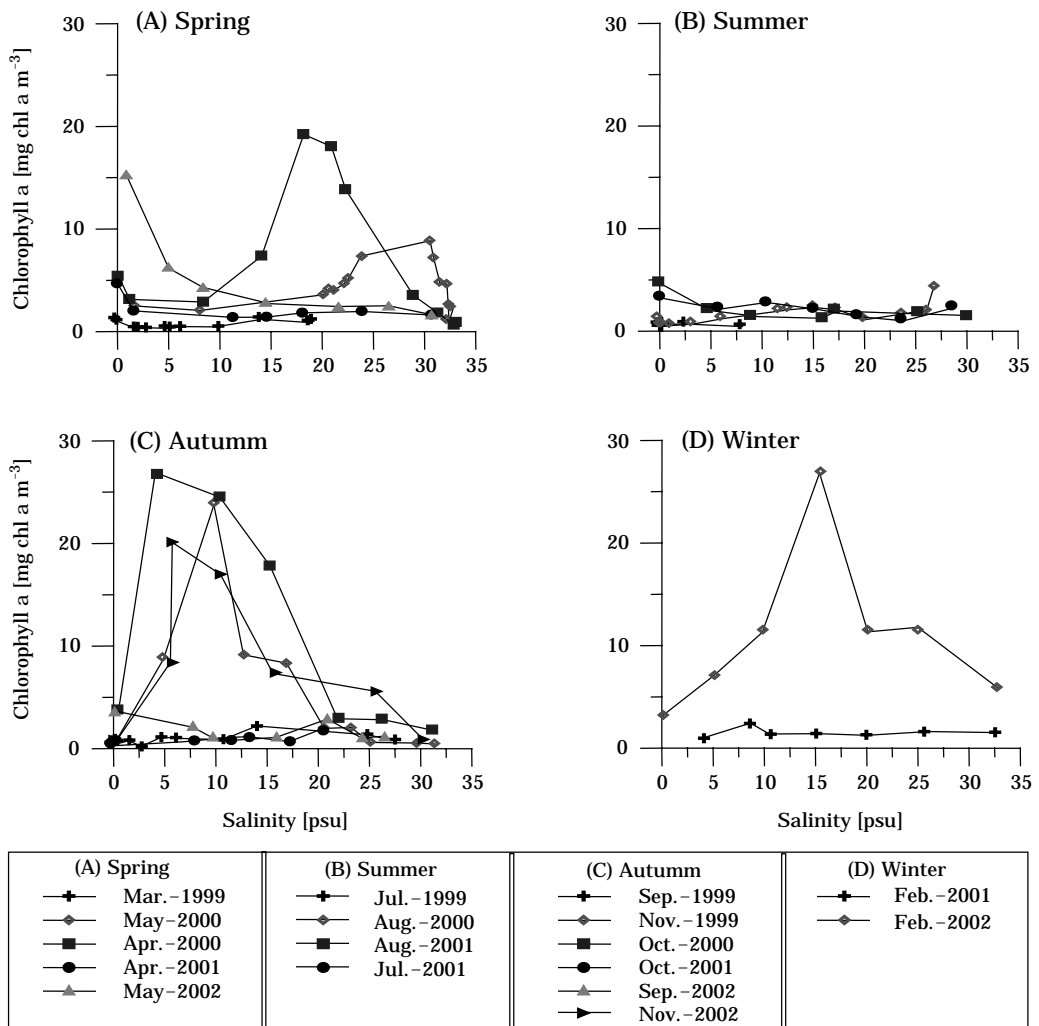 (A) Spring
(B) Summer
Chlorophyll a [mg chl a m⁻³]
30
20
10
0
0 5 10 15 20 25 30 35
30
20
10
0
0 5 10 15 20 25 30 35
(C) Autumm
(D) Winter
Chlorophyll a [mg chl a m⁻³]
30
20
10
0
0 5 10 15 20 25 30 35
Salinity [psu]
30
20
10
0
0 5 10 15 20 25 30 35
Salinity [psu]
(A) Spring
Mar.-1999
May-2000
Apr.-2000
Apr.-2001
May-2002
(B) Summer
Jul.-1999
Aug.-2000
Aug.-2001
Jul.-2001
(C) Autumm
Sep.-1999
Nov.-1999
Oct.-2000
Oct.-2001
Sep.-2002
Nov.-2002
(D) Winter
Feb.-2001
Feb.-2002